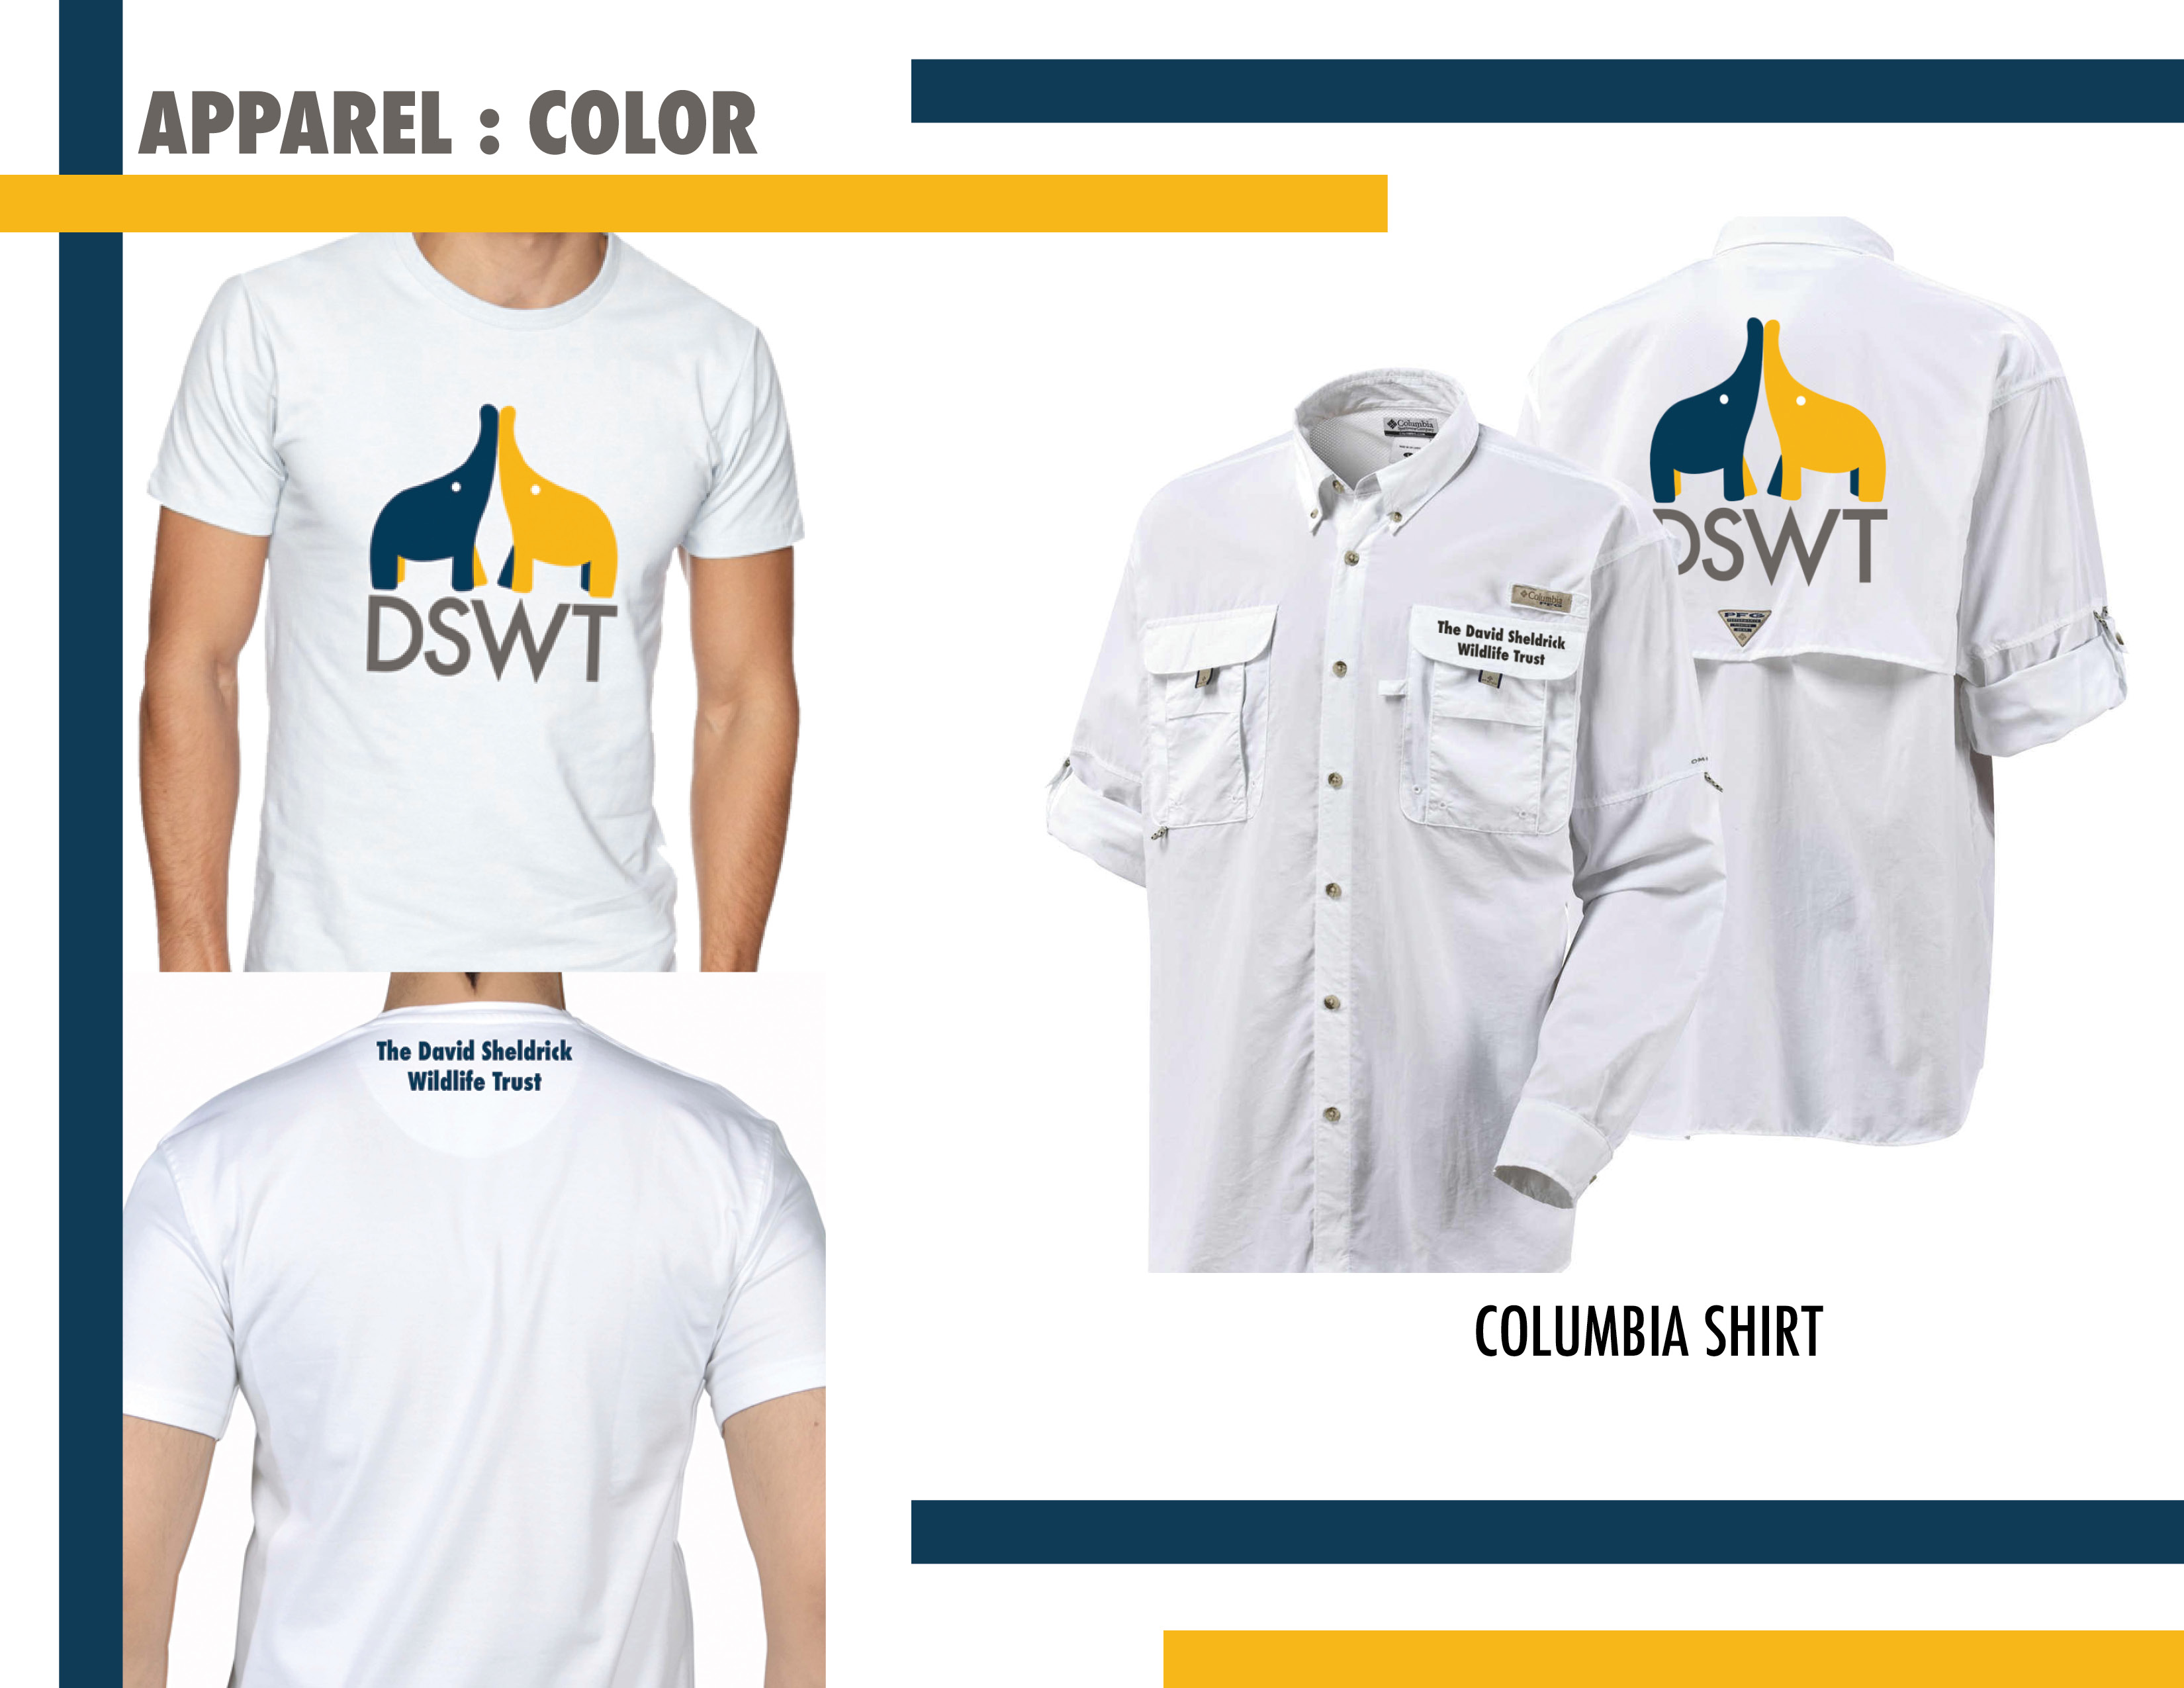 APPAREL : COLOR
DSWT
The David Sheldrick
Wildlife Trust
Columbia
Columbia
PFG
The David Sheldrick
Wildlife Trust
DSWT
PFG
COLUMBIA SHIRT